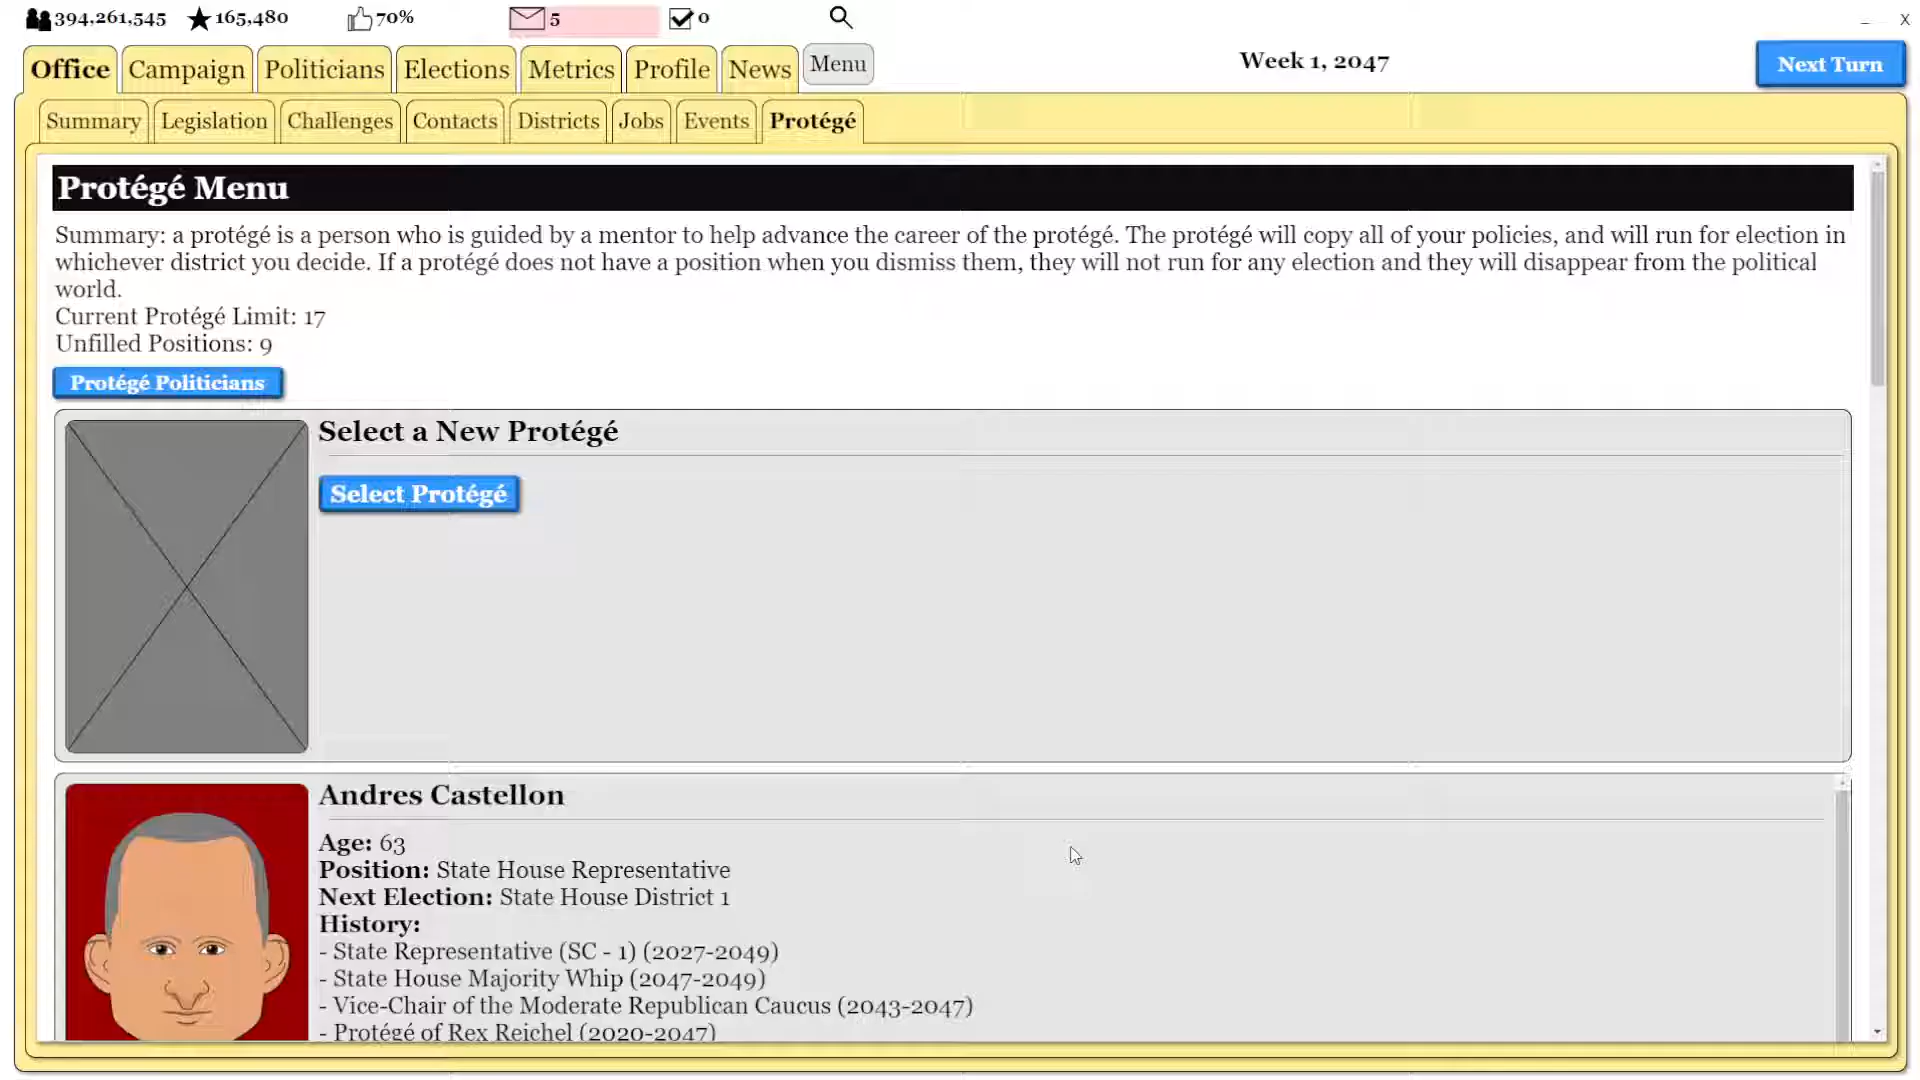 394,261,545 165,480 70% 5 0
X
Office Campaign Politicians Elections Metrics Profile News Menu
Week 1, 2047
Next Turn
Summary Legislation Challenges Contacts Districts Jobs Events Protégé
Protégé Menu
Summary: a protégé is a person who is guided by a mentor to help advance the career of the protégé. The protégé will copy all of your policies, and will run for election in
whichever district you decide. If a protégé does not have a position when you dismiss them, they will not run for any election and they will disappear from the political
world.
Current Protégé Limit: 17
Unfilled Positions: 9
Protégé Politicians
Select a New Protégé
Select Protégé
Andres Castellon
Age: 63
Position: State House Representative
Next Election: State House District 1
History:
- State Representative (SC - 1) (2027-2049)
- State House Majority Whip (2047-2049)
- Vice-Chair of the Moderate Republican Caucus (2043-2047)
- Protégé of Rex Reichel (2020-2047)